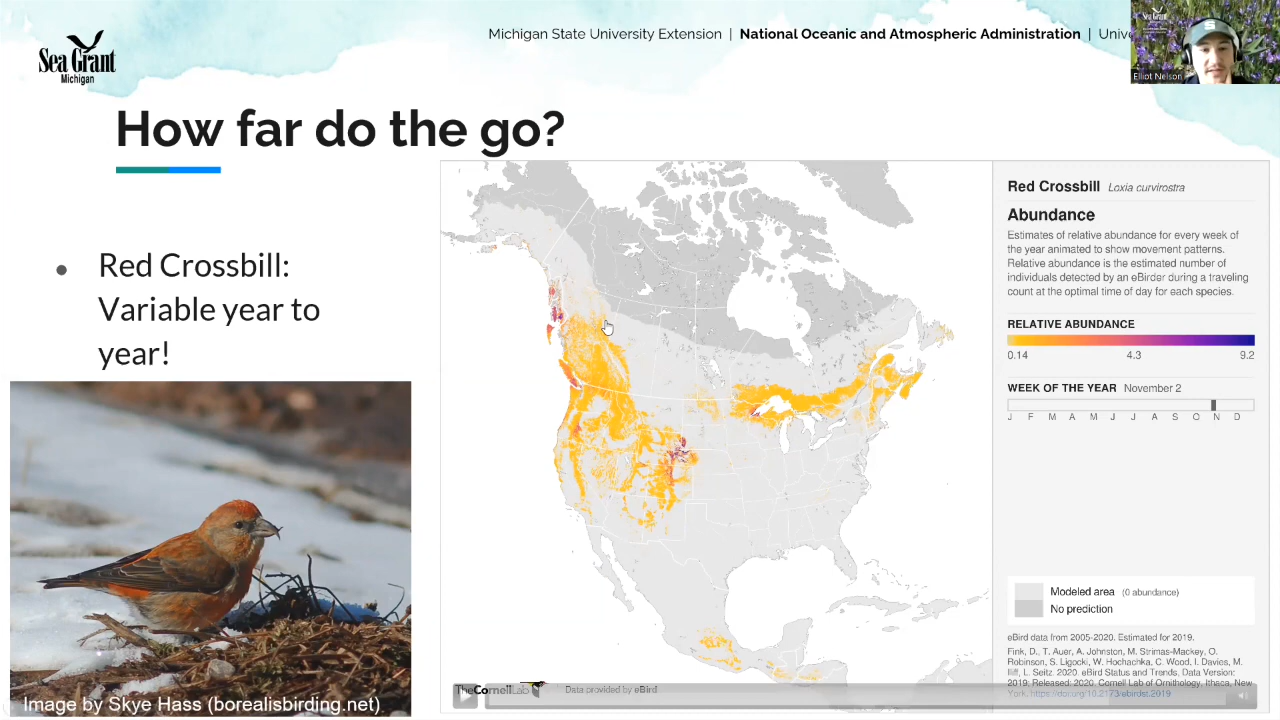 Michigan State University Extension | National Oceanic and Atmospheric Administration | Unive
Sea Grant
Michigan
Sea Grant
Elliot Nelson
How far do the go?
• Red Crossbill:
Variable year to
year!
Image by Skye Hass (borealisbirding.net)
Red Crossbill Loxia curvirostra
Abundance
Estimates of relative abundance for every week of
the year animated to show movement patterns.
Relative abundance is the estimated number of
individuals detected by an eBirder during a traveling
count at the optimal time of day for each species.
RELATIVE ABUNDANCE
0.14 4.3 9.2
WEEK OF THE YEAR November 2
J F M A M J J A S O N D
Modeled area (0 abundance)
No prediction
eBird data from 2005-2020. Estimated for 2019.
Fink, D., T. Auer, A. Johnston, M. Strimas-Mackey, O.
Robinson, S. Ligocki, W. Hochachka, C. Wood, I. Davies, M.
Iliff, L. Seitz. 2020. eBird Status and Trends, Data Version:
2019; Released: 2020. Cornell Lab of Ornithology, Ithaca, New
York. https://doi.org/10.2173/ebirdst.2019
TheCornellLab
Data provided by eBird